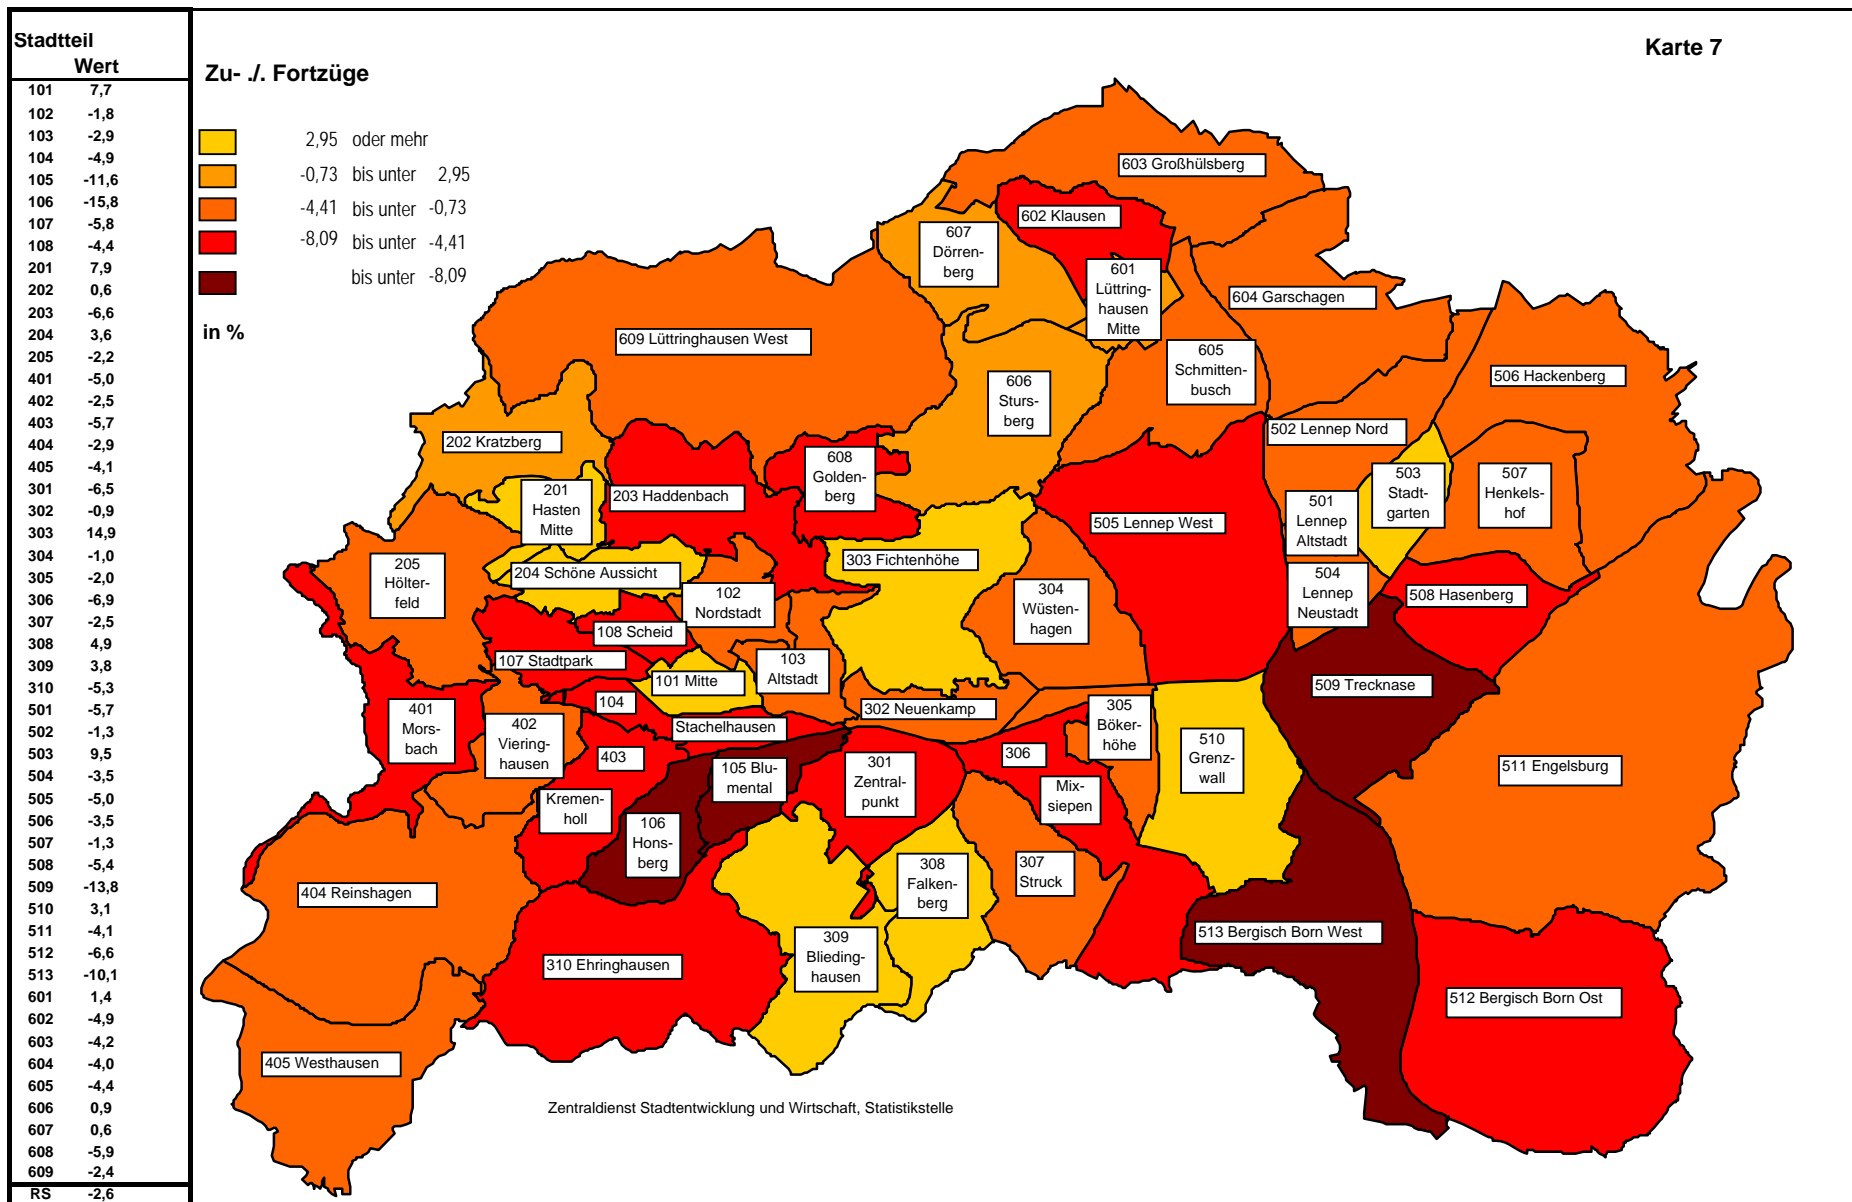 Stadtteil
Wert
101 7,7
102 -1,8
103 -2,9
104 -4,9
105 -11,6
106 -15,8
107 -5,8
108 -4,4
201 7,9
202 0,6
203 -6,6
204 3,6
205 -2,2
401 -5,0
402 -2,5
403 -5,7
404 -2,9
405 -4,1
301 -6,5
302 -0,9
303 14,9
304 -1,0
305 -2,0
306 -6,9
307 -2,5
308 4,9
309 3,8
310 -5,3
501 -5,7
502 -1,3
503 9,5
504 -3,5
505 -5,0
506 -3,5
507 -1,3
508 -5,4
509 -13,8
510 3,1
511 -4,1
512 -6,6
513 -10,1
601 1,4
602 -4,9
603 -4,2
604 -4,0
605 -4,4
606 0,9
607 0,6
608 -5,9
609 -2,4
RS -2,6
Zu- ./. Fortzüge
2,95 oder mehr
-0,73 bis unter 2,95
-4,41 bis unter -0,73
-8,09 bis unter -4,41
bis unter -8,09
in %
Karte 7
603 Großhülsberg
602 Klausen
607
Dörren-
berg
601
Lüttring-
hausen
Mitte
604 Garschagen
609 Lüttringhausen West
605
Schmitten-
busch
606
Sturs-
berg
506 Hackenberg
202 Kratzberg
502 Lennep Nord
608
Golden-
berg
503
Stadt-
garten
507
Henkels-
hof
201
Hasten
Mitte
203 Haddenbach
501
Lennep
Altstadt
505 Lennep West
303 Fichtenhöhe
205
Hölter-
feld
204 Schöne Aussicht
102
Nordstadt
304
Wüsten-
hagen
504
Lennep
Neustadt
508 Hasenberg
108 Scheid
107 Stadtpark
103
Altstadt
101 Mitte
509 Trecknase
104
Stachelhausen
302 Neuenkamp
401
Mors-
bach
402
Viering-
hausen
305
Böker-
höhe
403
Kremen-
holl
105 Blu-
mental
301
Zentral-
punkt
306
Mix-
siepen
510
Grenz-
wall
511 Engelsburg
106
Hons-
berg
308
Falken-
berg
307
Struck
404 Reinshagen
309
Blieding-
hausen
513 Bergisch Born West
310 Ehringhausen
512 Bergisch Born Ost
405 Westhausen
Zentraldienst Stadtentwicklung und Wirtschaft, Statistikstelle